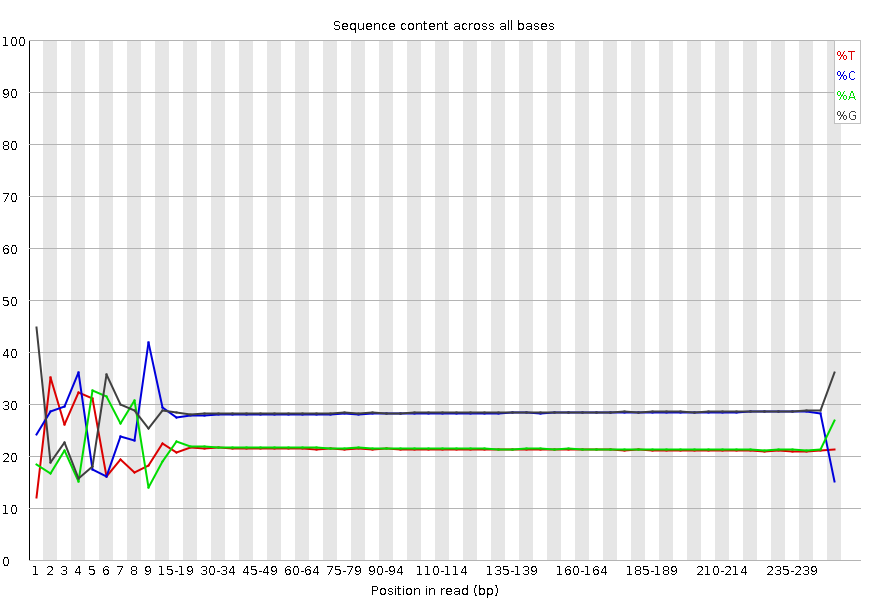 Sequence content across all bases
100
90
80
70
60
50
40
30
20
10
0
%T
%C
%A
%G
1 2 3 4 5 6 7 8 9 15-19 30-34 45-49 60-64 75-79 90-94 110-114 135-139 160-164 185-189 210-214 235-239
Position in read (bp)